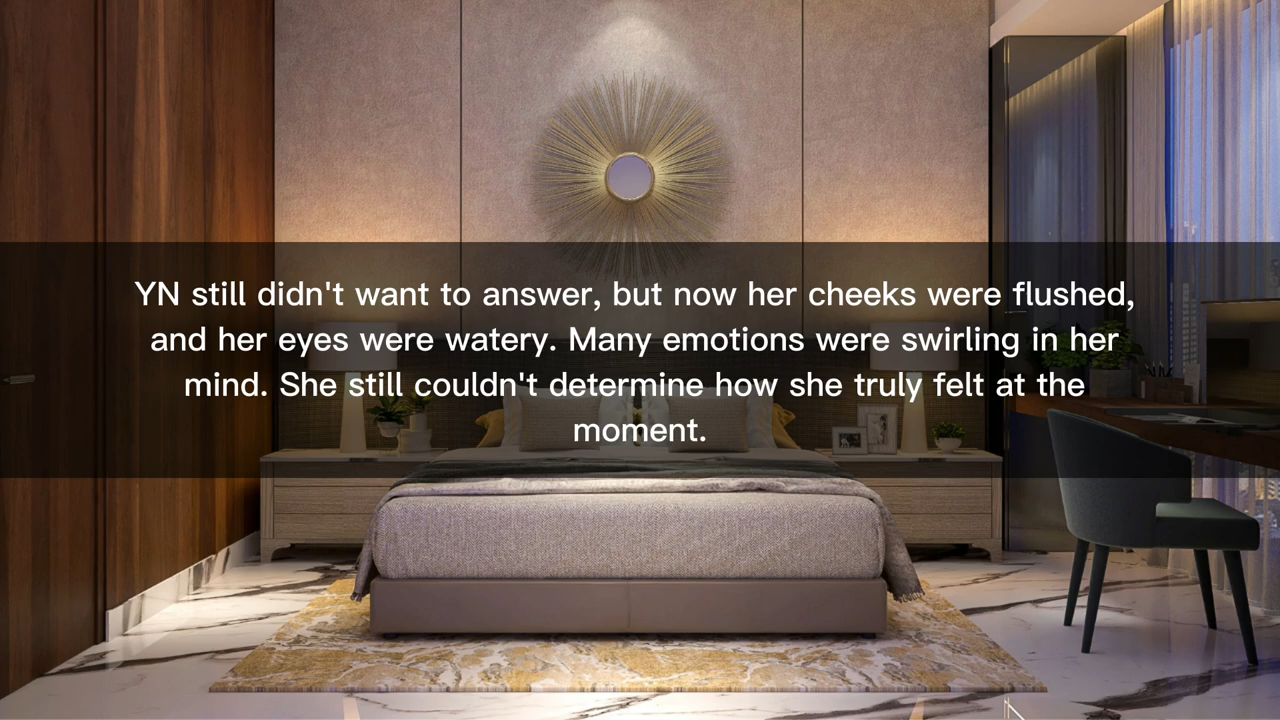 YN still didn't want to answer, but now her cheeks were flushed,
and her eyes were watery. Many emotions were swirling in her
mind. She still couldn't determine how she truly felt at the
moment.